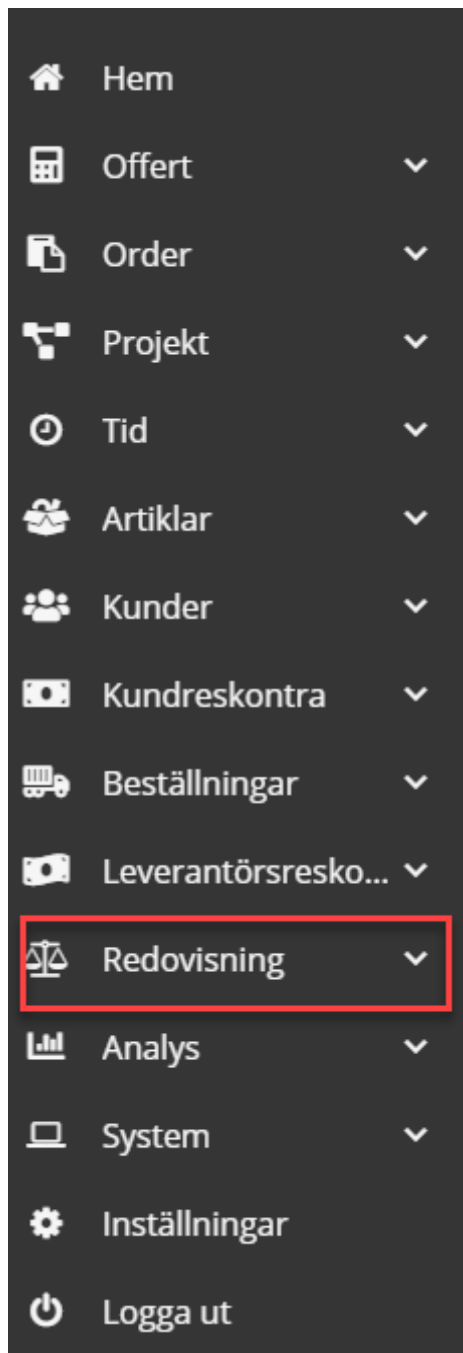 Hem
Offert
Order
Projekt
Tid
Artiklar
Kunder
Kundreskontra
Beställningar
Leverantörsresko...
Redovisning
Analys
System
Inställningar
Logga ut